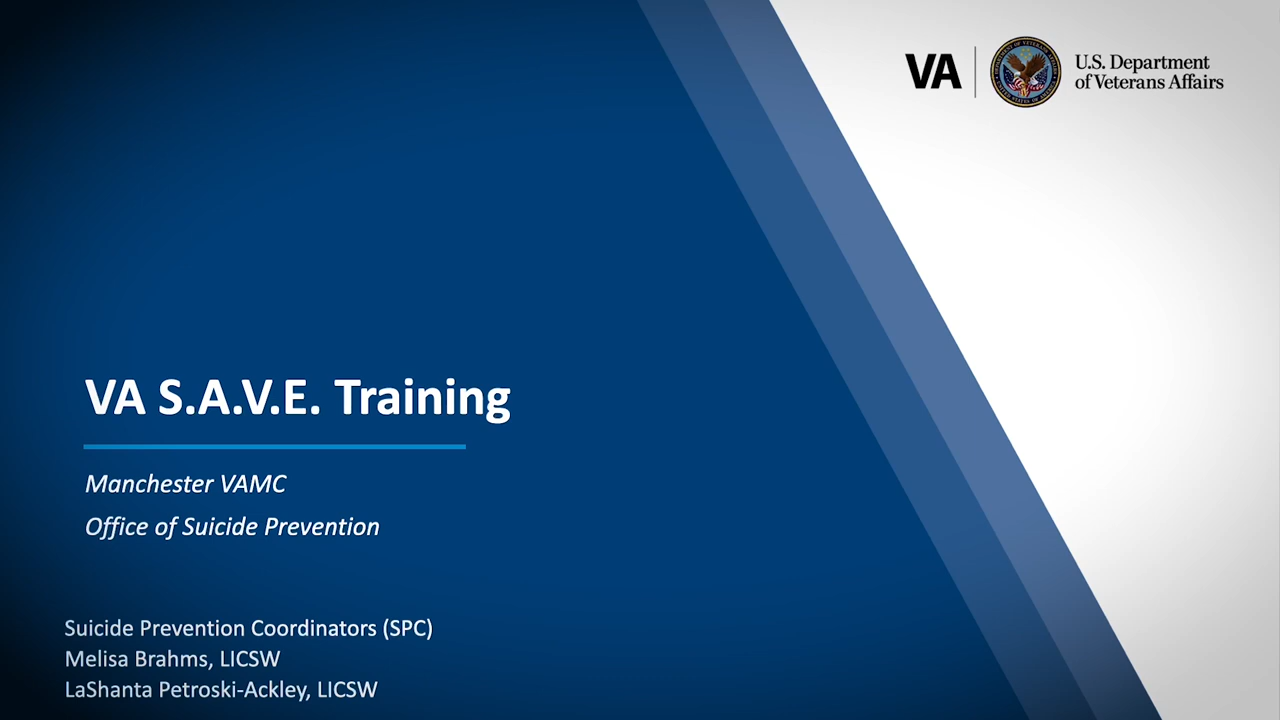 VA
U.S. Department
of Veterans Affairs
VA S.A.V.E. Training
Manchester VAMC
Office of Suicide Prevention
Suicide Prevention Coordinators (SPC)
Melisa Brahms, LICSW
LaShanta Petroski-Ackley, LICSW